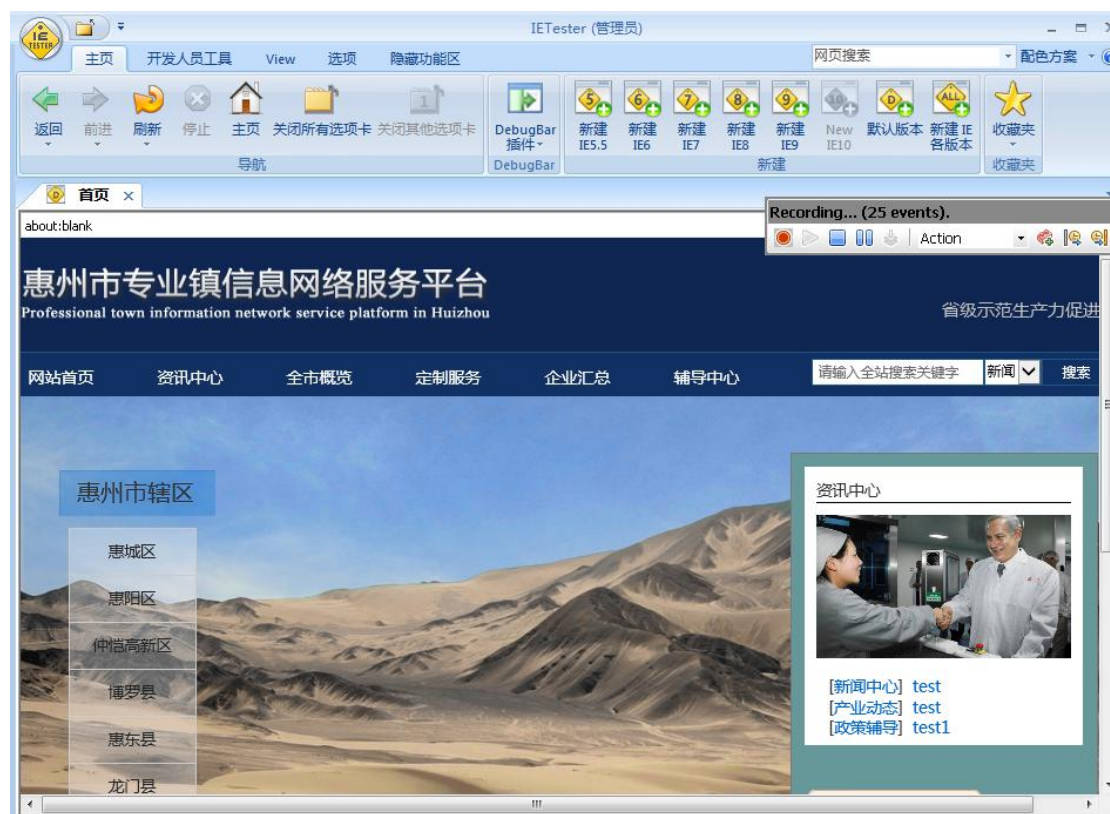 IETester (管理员)
主页 开发人员工具 View 选项 隐藏功能区 网页搜索 配色方案
返回 前进 刷新 停止 主页 关闭所有选项卡 关闭其他选项卡 DebugBar 插件 新建 IE5.5 新建 IE6 新建 IE7 新建 IE8 新建 IE9 New IE10 默认版本 新建 IE 各版本 收藏夹
导航 DebugBar 新建 收藏夹
首页
Recording... (25 events).
about:blank
Action
惠州市专业镇信息网络服务平台
Professional town information network service platform in Huizhou
省级示范生产力促进
网站首页 资讯中心 全市概览 定制服务 企业汇总 辅导中心 请输入全站搜索关键字 新闻 搜索
惠州市辖区
惠城区
惠阳区
仲恺高新区
博罗县
惠东县
龙门县
资讯中心
[新闻中心] test
[产业动态] test
[政策辅导] test1